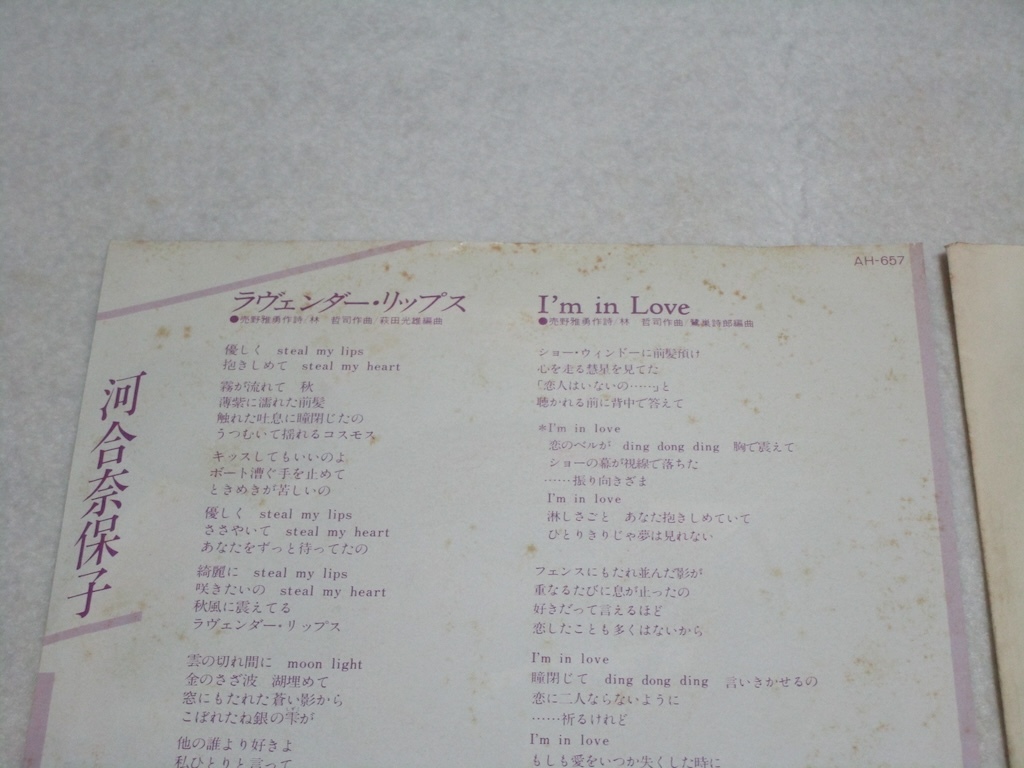 AH-657
河合奈保子
ラヴェンダー・リップス
●売野雅勇作詩/林 哲司作曲/萩田光雄編曲
優しく steal my lips
抱きしめて steal my heart
霧が流れて 秋
薄紫に濡れた前髪
触れた吐息に瞳閉じたの
うつむいて揺れるコスモス
キッスしてもいいのよ
ボート漕ぐ手を止めて
ときめきが苦しいの
優しく steal my lips
ささやいて steal my heart
あなたをずっと待ってたの
綺麗に steal my lips
咲きたいの steal my heart
秋風に震えてる
ラヴェンダー・リップス
雲の切れ間に moon light
金のさざ波 湖埋めて
窓にもたれた蒼い影から
こぼれたね銀の雫が
他の誰より好きよ
私ひとりと言って
I'm in Love
●売野雅勇作詩/林 哲司作曲/鷺巣詩郎編曲
ショー・ウィンドーに前髪預け
心を走る彗星を見てた
「恋人はいないの……」と
聴かれる前に背中で答えて
*I'm in love
恋のベルが ding dong ding 胸で震えて
ショーの幕が視線で落ちた
……振り向きざま
I'm in love
淋しさごと あなた抱きしめていて
ひとりきりじゃ夢は見れない
フェンスにもたれ並んだ影が
重なるたびに息が止ったの
好きだって言えるほど
恋したことも多くはないから
I'm in love
瞳閉じて ding dong ding 言いきかせるの
恋に二人ならないように
……祈るけれど
I'm in love
もしも愛をいつか失くした時に